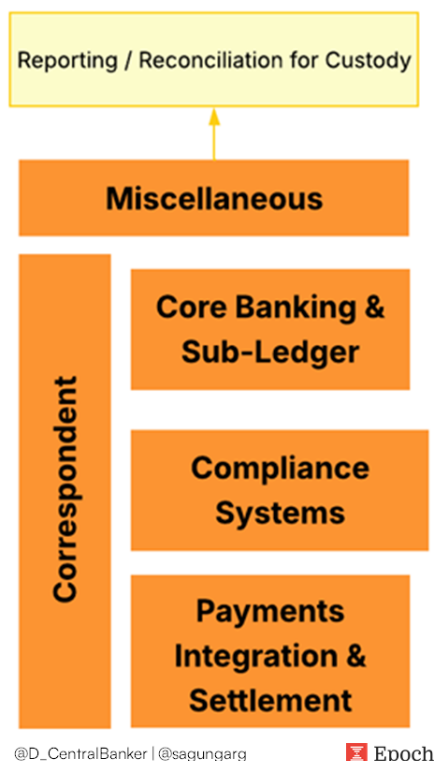 Reporting / Reconciliation for Custody
Miscellaneous
Correspondent
Core Banking &
Sub-Ledger
Compliance
Systems
Payments
Integration &
Settlement
@D_CentralBanker | @sagungarg
Epoch